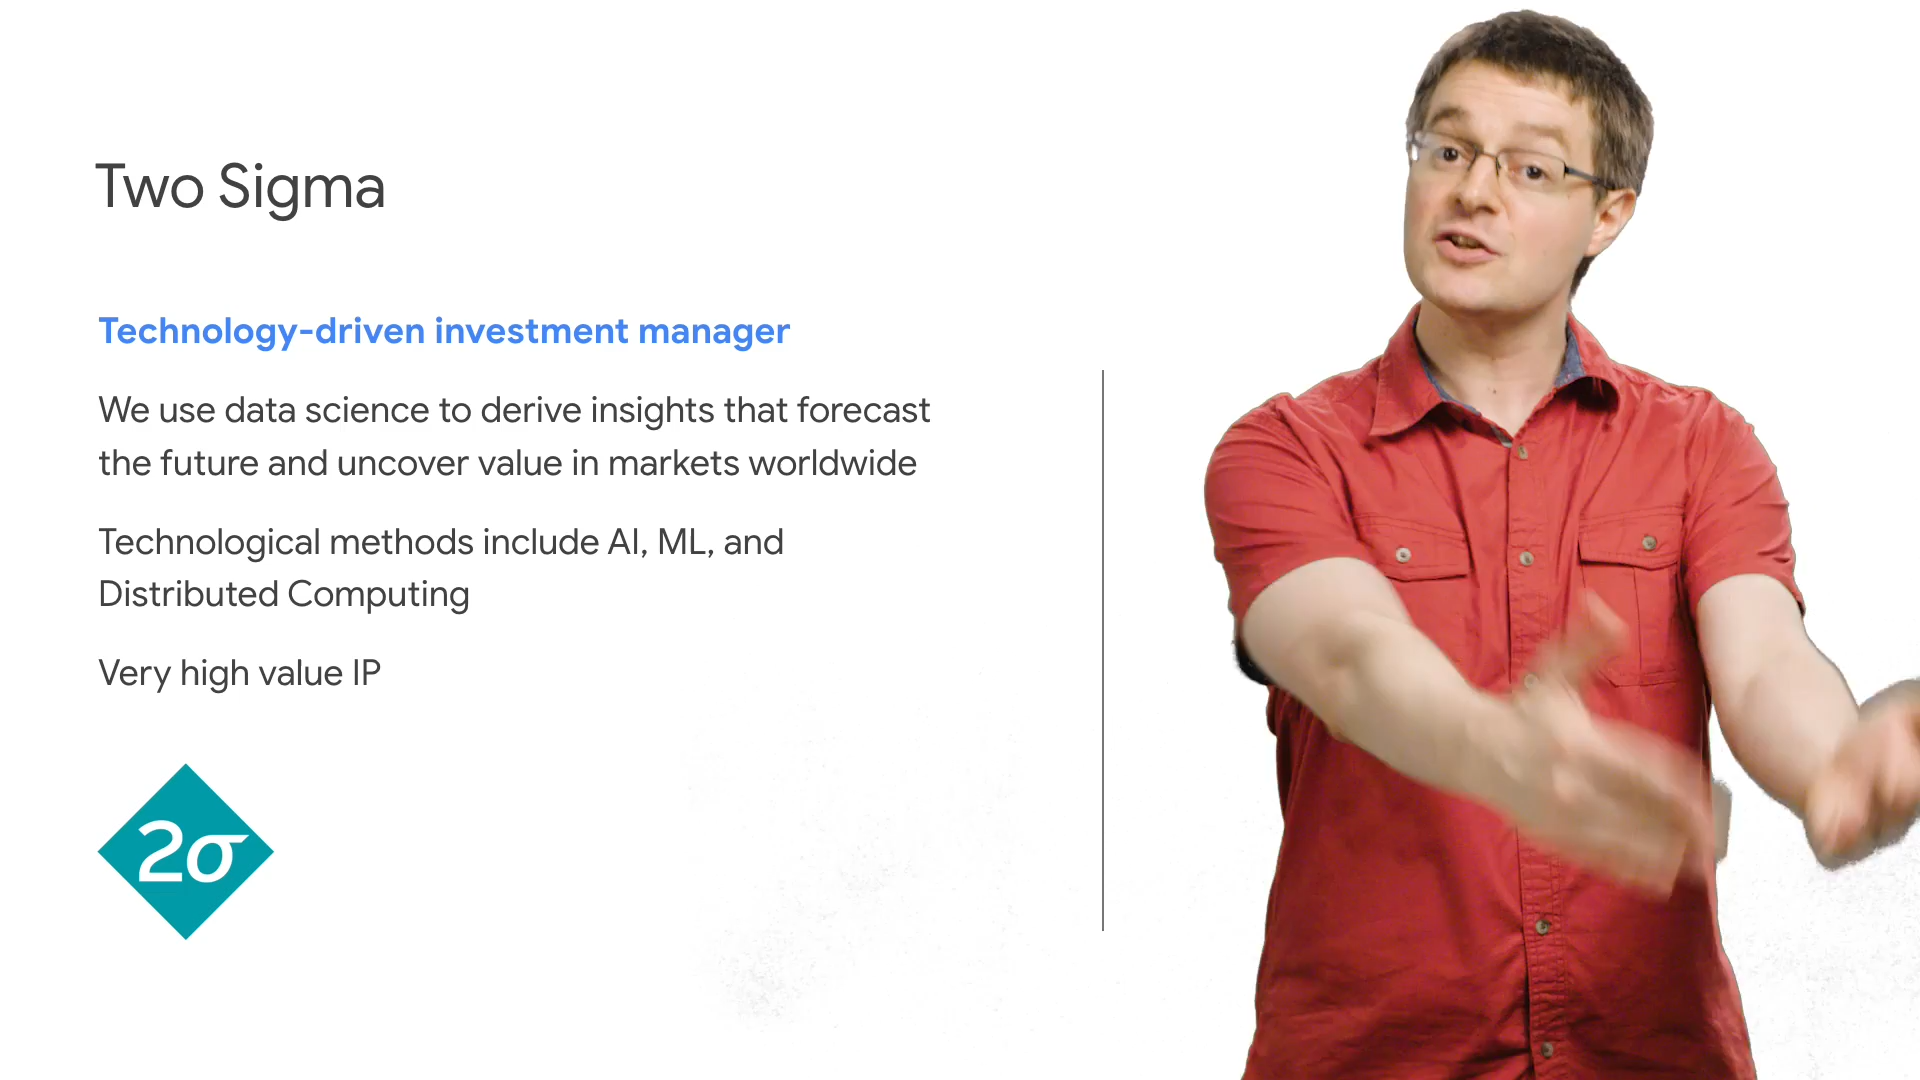 Two Sigma
Technology-driven investment manager
We use data science to derive insights that forecast
the future and uncover value in markets worldwide
Technological methods include AI, ML, and
Distributed Computing
Very high value IP
2σ